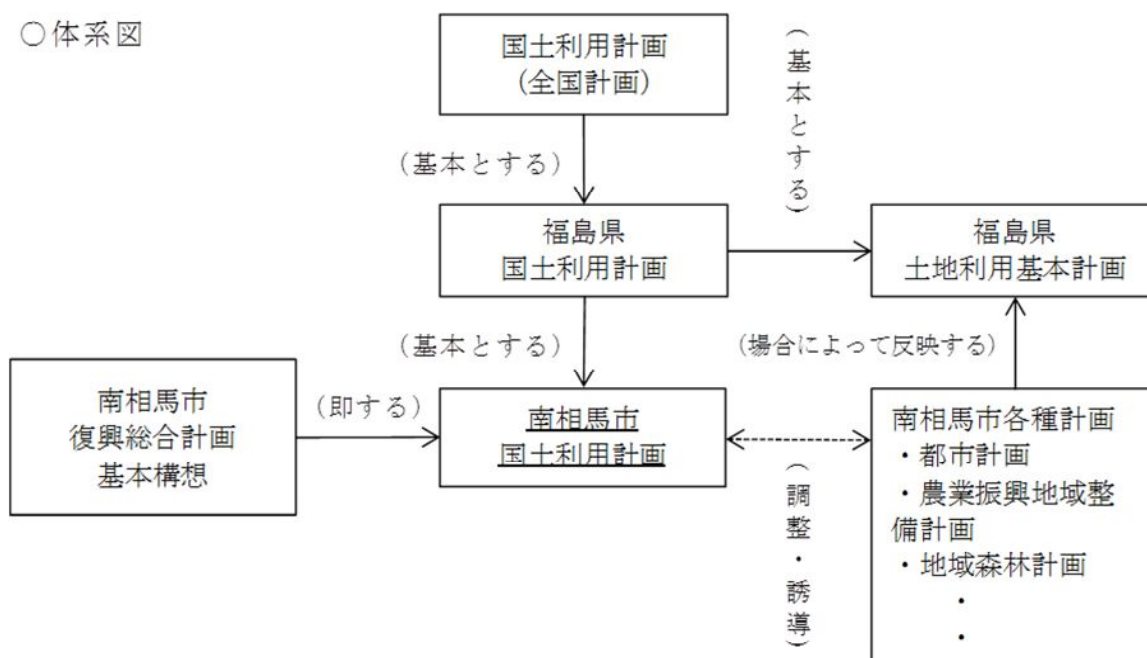 ○体系図
国土利用計画
(全国計画)
(基本とする)
(基本とする)
福島県
国土利用計画
福島県
土地利用基本計画
(基本とする)
(場合によって反映する)
南相馬市
復興総合計画
基本構想
(即する)
南相馬市
国土利用計画
南相馬市各種計画
・都市計画
・農業振興地域整
備計画
・地域森林計画
・
・
(調整・誘導)